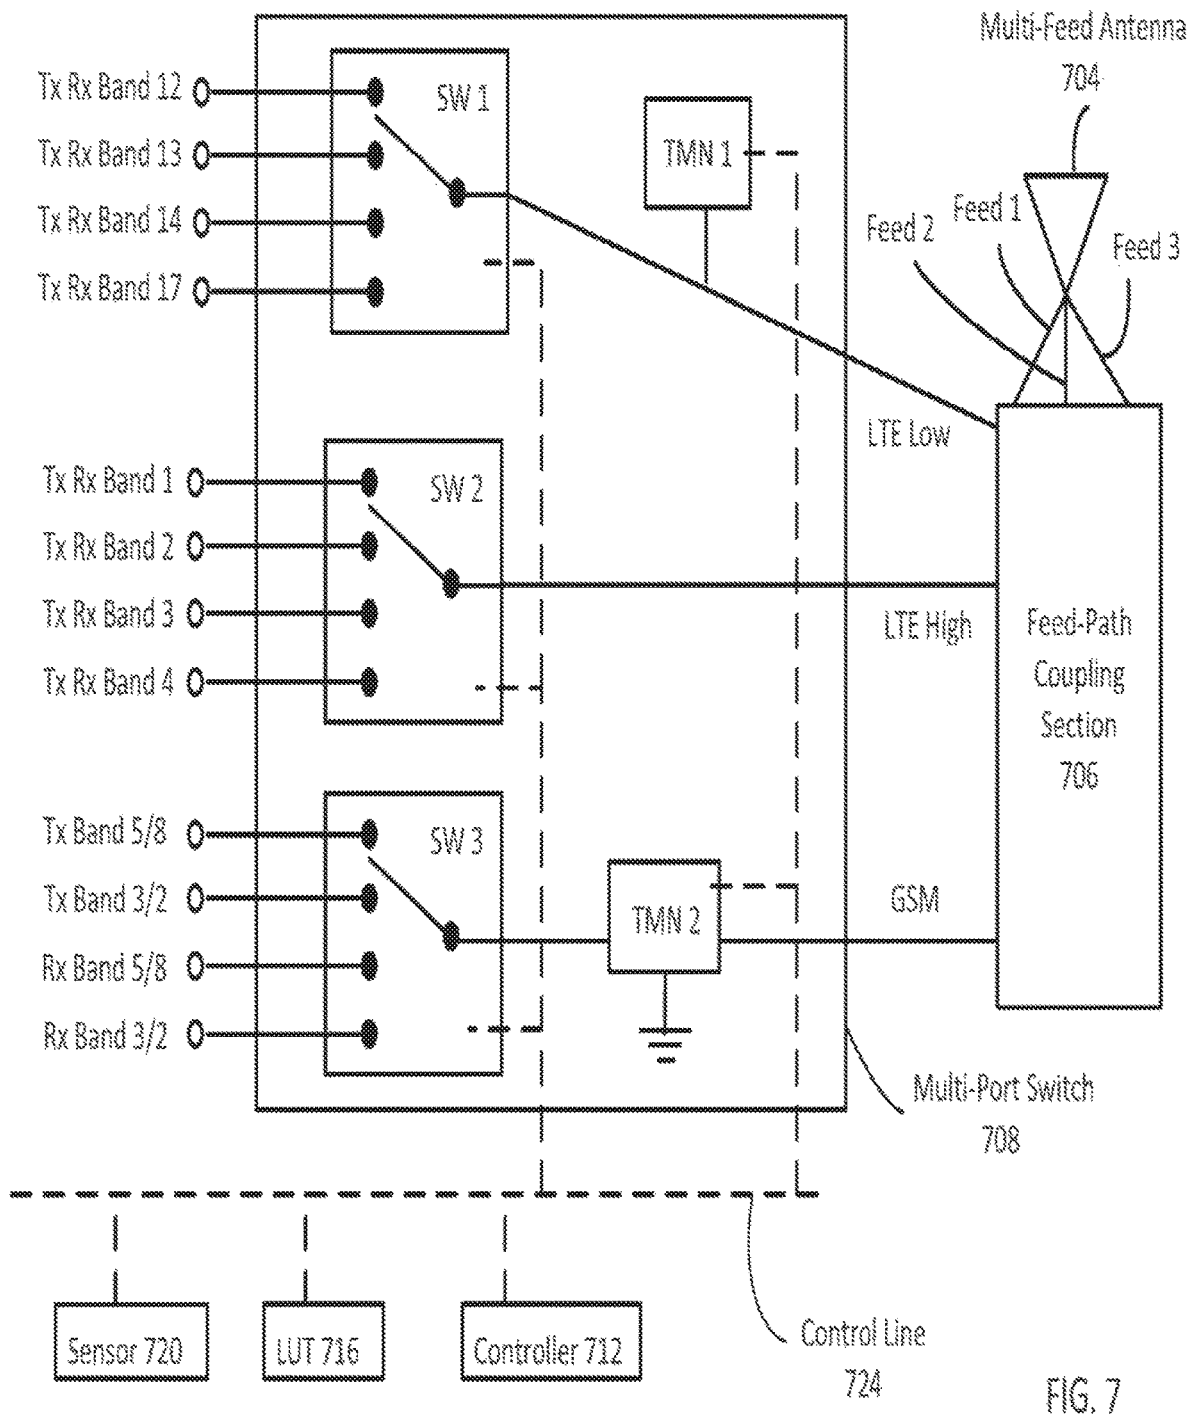 Multi-Feed Antenna
704
Tx Rx Band 12
Tx Rx Band 13
Tx Rx Band 14
Tx Rx Band 17
SW 1
TMN 1
Feed 2
Feed 1
Feed 3
LTE Low
Tx Rx Band 1
Tx Rx Band 2
Tx Rx Band 3
Tx Rx Band 4
SW 2
LTE High
Feed-Path
Coupling
Section
706
Tx Band 5/8
Tx Band 3/2
Rx Band 5/8
Rx Band 3/2
SW 3
TMN 2
GSM
Multi-Port Switch
708
Sensor 720
LUT 716
Controller 712
Control Line
724
FIG. 7